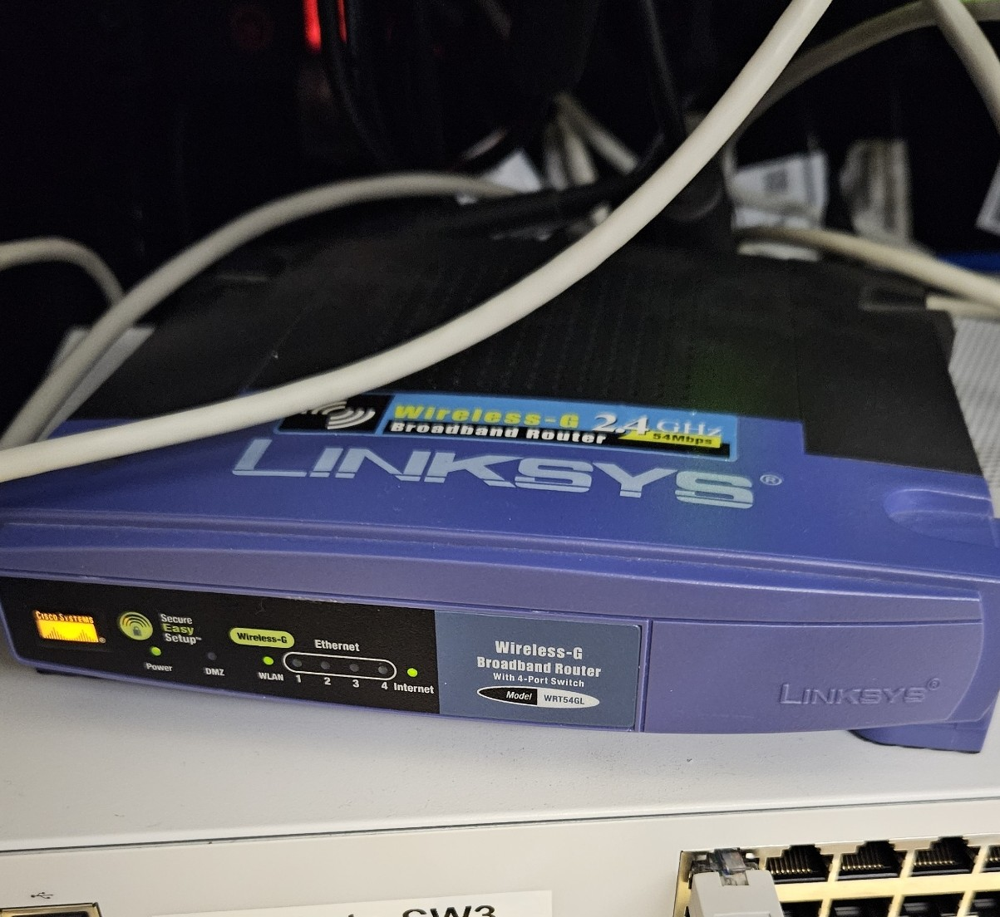 Wireless-G 2.4GHz
Broadband Router 54Mbps
LINKSYS®
CISCO SYSTEMS
®
Secure
Easy
Setup™
Wireless-G
Ethernet
Power
DMZ
WLAN
1 2 3 4
Internet
Wireless-G
Broadband Router
With 4-Port Switch
Model WRT54GL
LINKSYS®
SW3